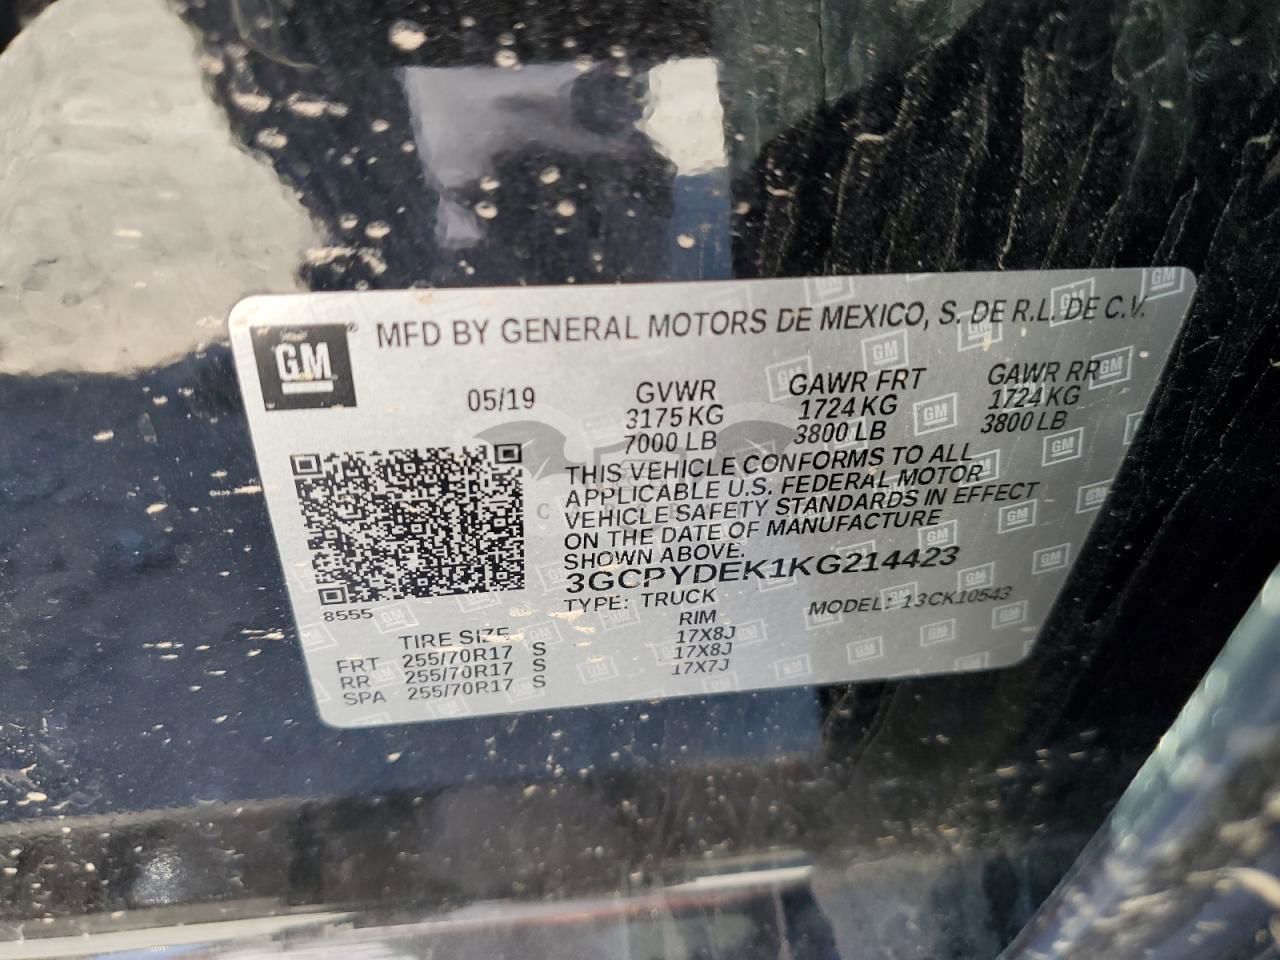 GM
MFD BY GENERAL MOTORS DE MEXICO, S. DE R.L. DE C.V.
05/19 GVWR GAWR FRT GAWR RR
3175 KG 1724 KG 1724 KG
7000 LB 3800 LB 3800 LB
THIS VEHICLE CONFORMS TO ALL
APPLICABLE U.S. FEDERAL MOTOR
VEHICLE SAFETY STANDARDS IN EFFECT
ON THE DATE OF MANUFACTURE
SHOWN ABOVE.
3GCPYDEK1KG214423
8555
TYPE: TRUCK MODEL: 13CK10543
TIRE SIZE RIM
FRT 255/70R17 S 17X8J
RR 255/70R17 S 17X8J
SPA 255/70R17 S 17X7J